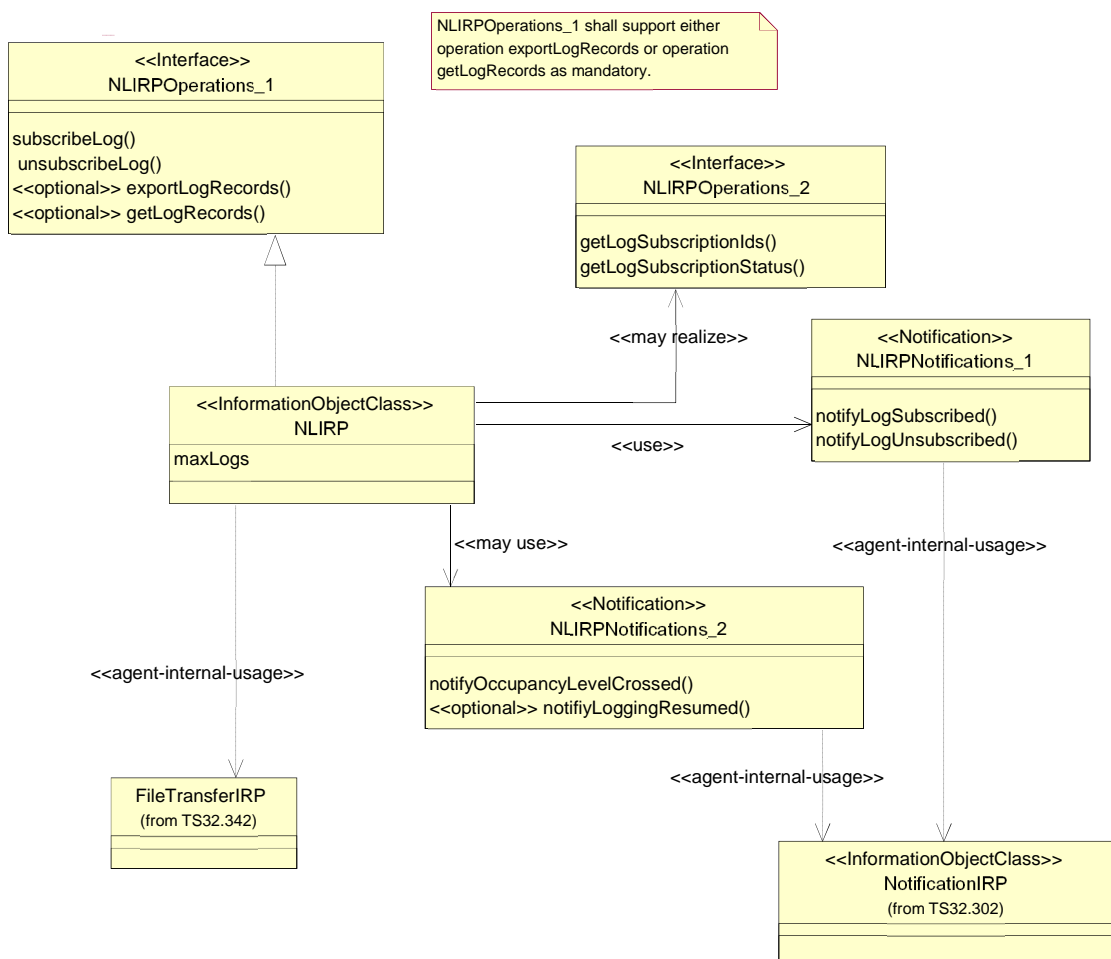 NLIRPOperations_1 shall support either
operation exportLogRecords or operation
getLogRecords as mandatory.
<<Interface>>
NLIRPOperations_1
subscribeLog()
unsubscribeLog()
<<optional>> exportLogRecords()
<<optional>> getLogRecords()
<<Interface>>
NLIRPOperations_2
getLogSubscriptionIds()
getLogSubscriptionStatus()
<<may realize>>
<<Notification>>
NLIRPNotifications_1
notifyLogSubscribed()
notifyLogUnsubscribed()
<<InformationObjectClass>>
NLIRP
maxLogs
<<use>>
<<may use>>
<<agent-internal-usage>>
<<Notification>>
NLIRPNotifications_2
notifyOccupancyLevelCrossed()
<<optional>> notifiyLoggingResumed()
<<agent-internal-usage>>
<<agent-internal-usage>>
FileTransferIRP
(from TS32.342)
<<InformationObjectClass>>
NotificationIRP
(from TS32.302)